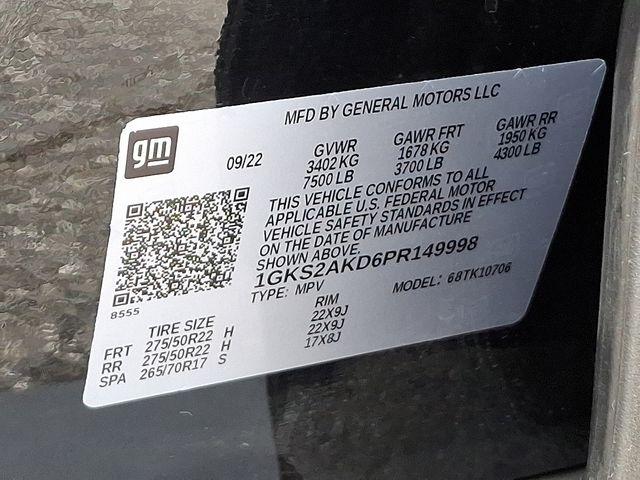 MFD BY GENERAL MOTORS LLC
gm
09/22
GVWR
3402 KG
7500 LB
GAWR FRT
1678 KG
3700 LB
GAWR RR
1950 KG
4300 LB
THIS VEHICLE CONFORMS TO ALL
APPLICABLE U.S. FEDERAL MOTOR
VEHICLE SAFETY STANDARDS IN EFFECT
ON THE DATE OF MANUFACTURE
SHOWN ABOVE.
1GKS2AKD6PR149998
TYPE: MPV MODEL: 68TK10706
8555
TIRE SIZE RIM
FRT 275/50R22 H 22X9J
RR 275/50R22 H 22X9J
SPA 265/70R17 S 17X8J